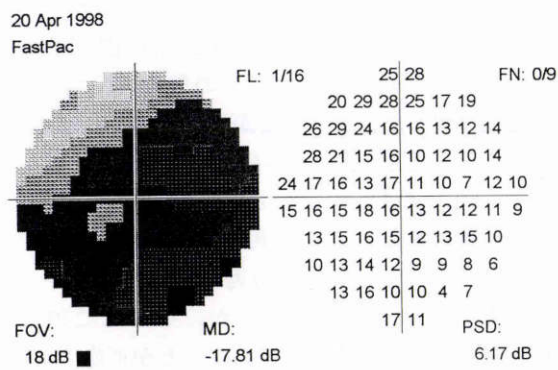 20 Apr 1998
FastPac
FL: 1/16 25 28 FN: 0/9
20 29 28 25 17 19
26 29 24 16 16 13 12 14
28 21 15 16 10 12 10 14
24 17 16 13 17 11 10 7 12 10
15 16 15 18 16 13 12 12 11 9
13 15 16 15 12 13 15 10
10 13 14 12 9 9 8 6
13 16 10 10 4 7
17 11
FOV: MD: PSD:
18 dB -17.81 dB 6.17 dB